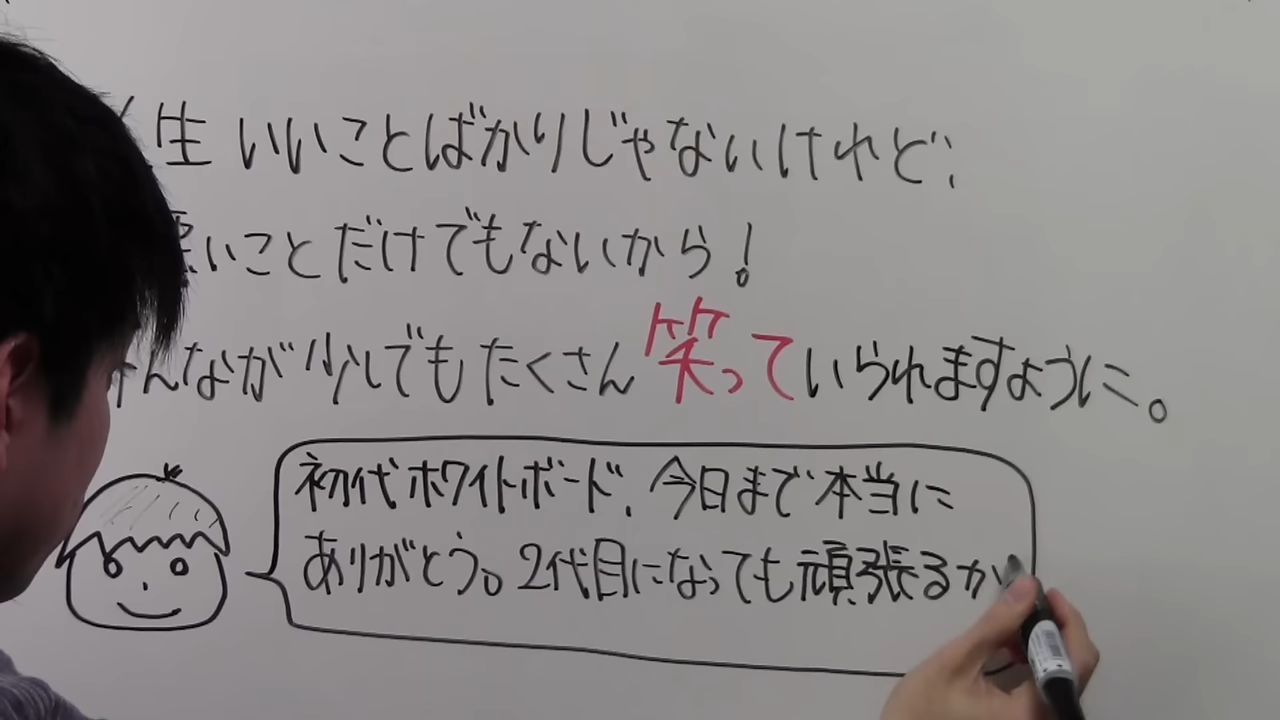 人生 いいことばかりじゃないけれど、
悪いことだけでもないから!
みんなが少しでもたくさん笑っていられますように。
初代ホワイトボード、今日まで本当に
ありがとう。2代目になっても頑張るか